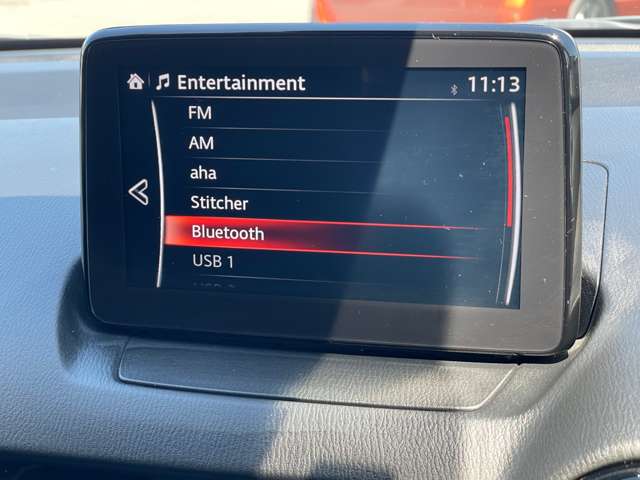 Entertainment 11:13
FM
AM
aha
Stitcher
Bluetooth
USB 1